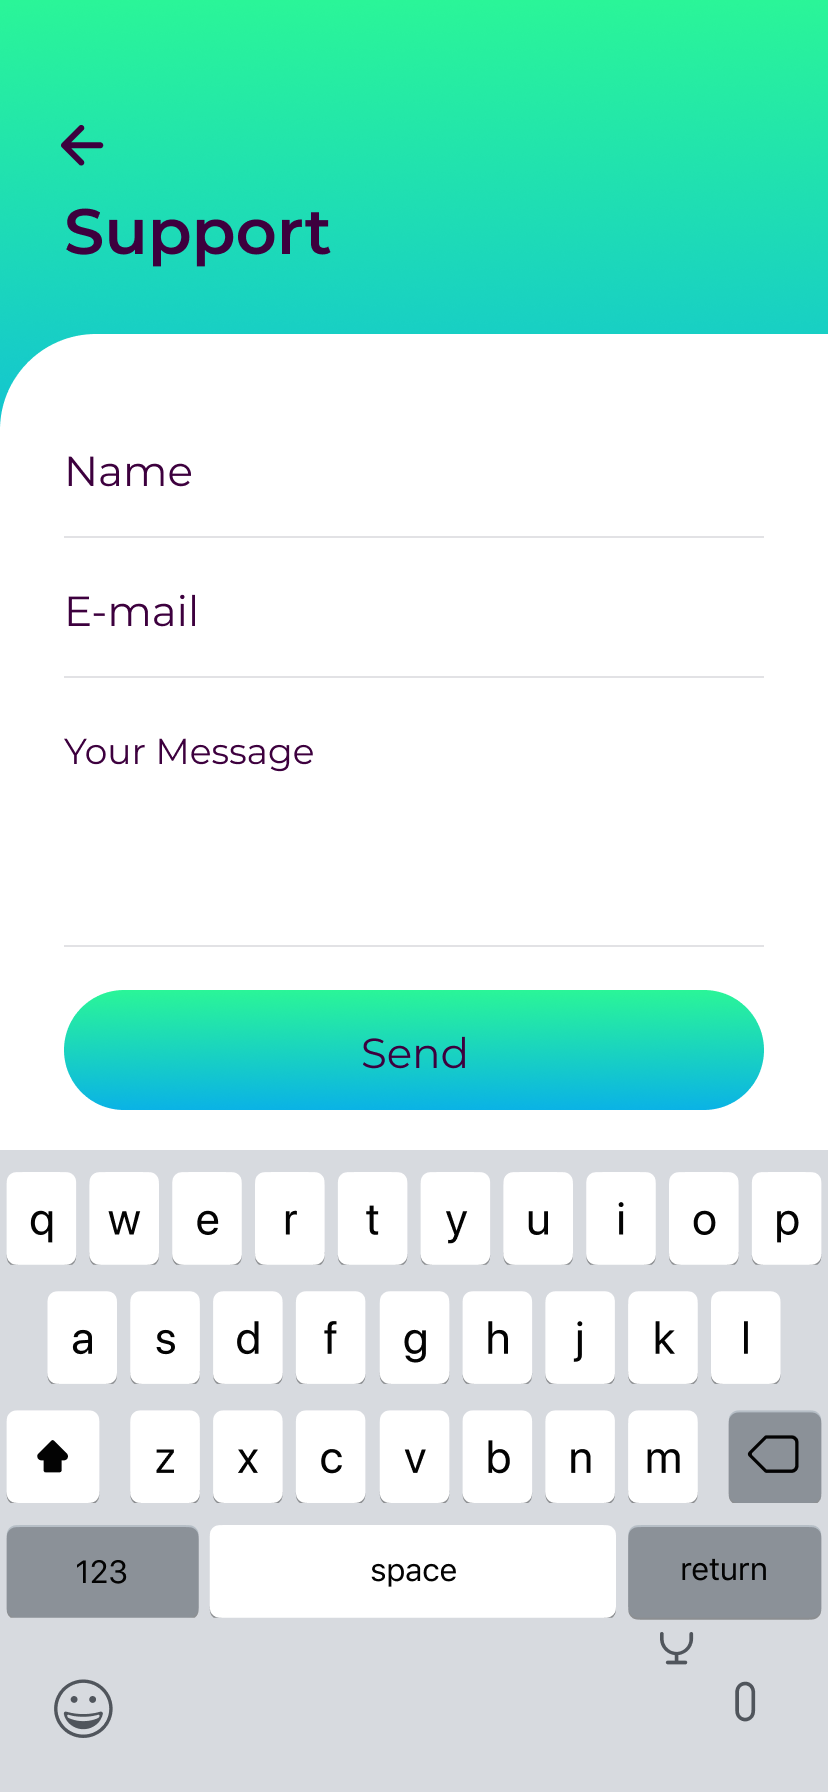 Support
Name
E-mail
Your Message
Send
q w e r t y u i o p
a s d f g h j k l
z x c v b n m
123 space return